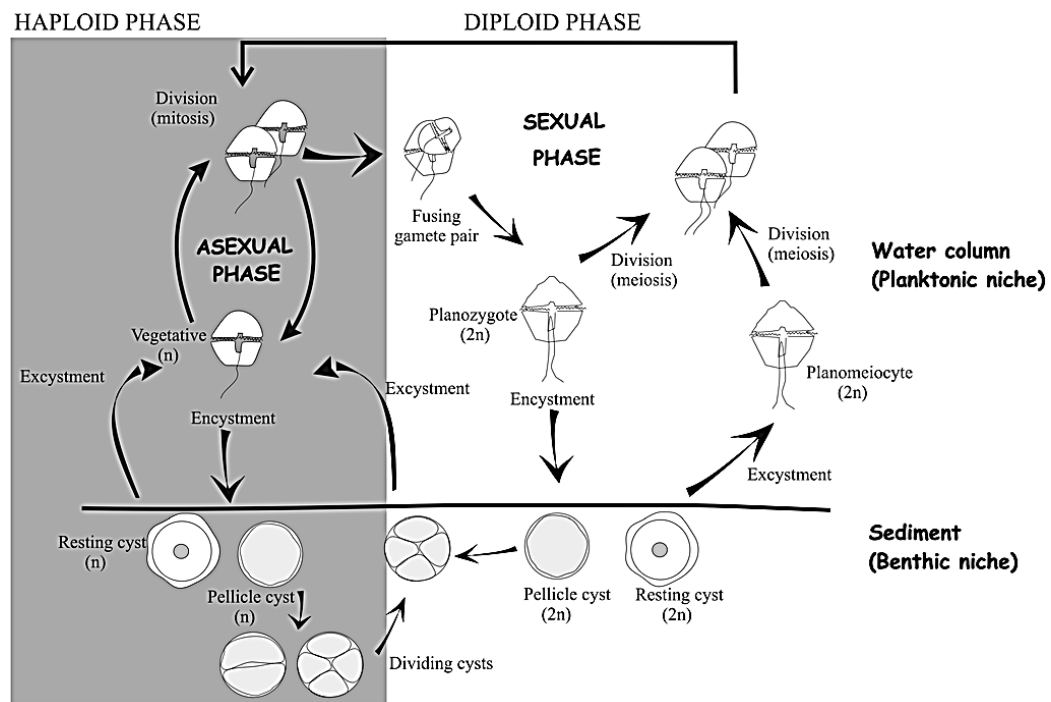 HAPLOID PHASE
DIPLOID PHASE
Division
(mitosis)
SEXUAL
PHASE
Fusing
gamete pair
Division
(meiosis)
Division
(meiosis)
Water column
(Planktonic niche)
ASEXUAL
PHASE
Planozygote
(2n)
Vegetative
(n)
Planomeiocyte
(2n)
Excystment
Excystment
Encystment
Encystment
Excystment
Sediment
(Benthic niche)
Resting cyst
(n)
Pellicle cyst
(n)
Pellicle cyst
(2n)
Resting cyst
(2n)
Dividing cysts